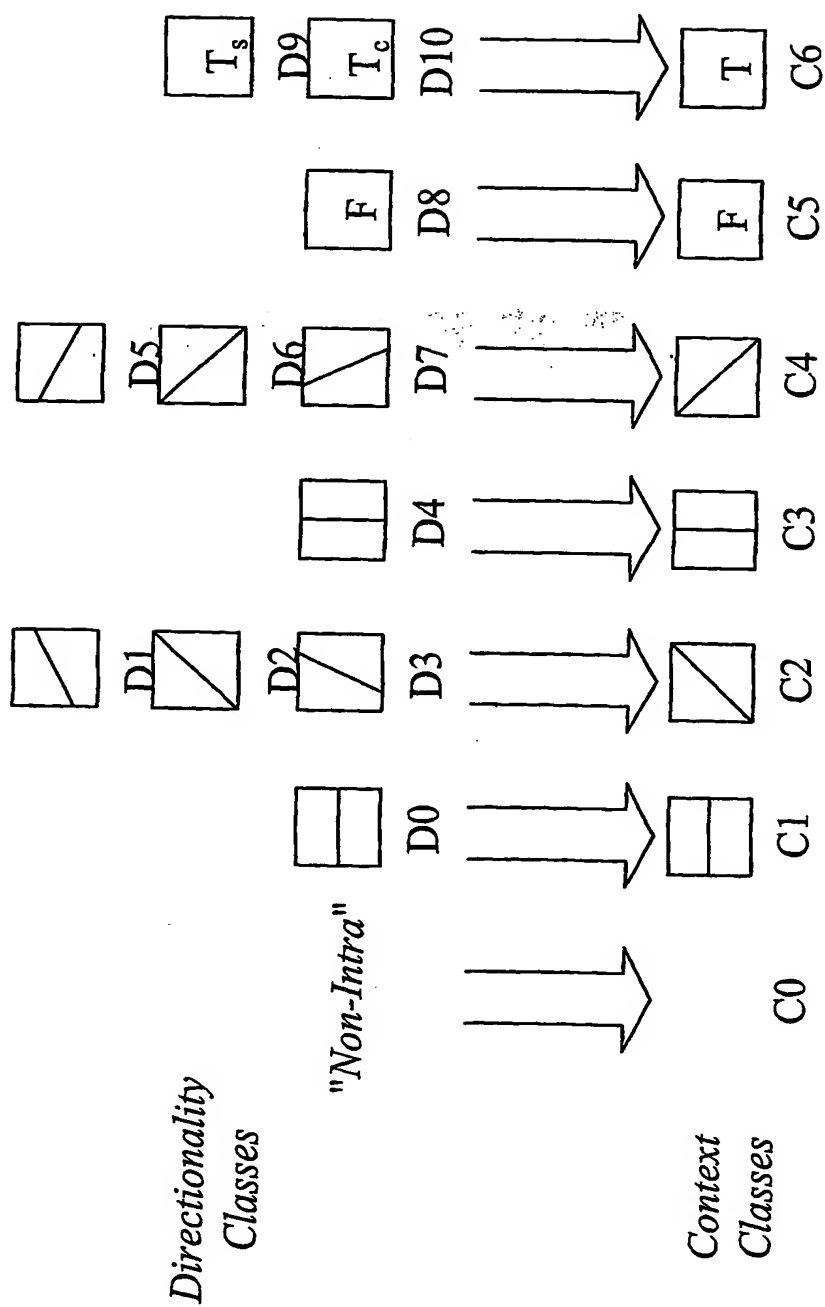 Directionality
Classes
"Non-Intra"
D0
D1
D2
D3
D4
D5
D6
D7
F
D8
Ts
D9
Tc
D10
Context
Classes
C0
C1
C2
C3
C4
F
C5
T
C6